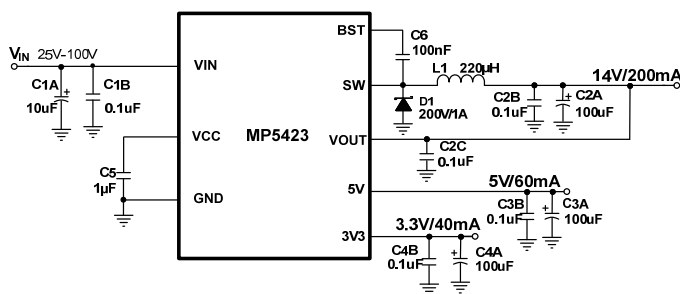 BST
C6
100nF
VIN 25V-100V
VIN
C1A
+
10uF
C1B
0.1uF
SW
L1 220μH
14V/200mA
D1
200V/1A
C2B
0.1uF
+
C2A
100uF
VCC
MP5423
VOUT
C2C
0.1uF
C5
1μF
GND
5V
5V/60mA
C3B
0.1uF
+
C3A
100uF
3V3
3.3V/40mA
C4B
0.1uF
+
C4A
100uF